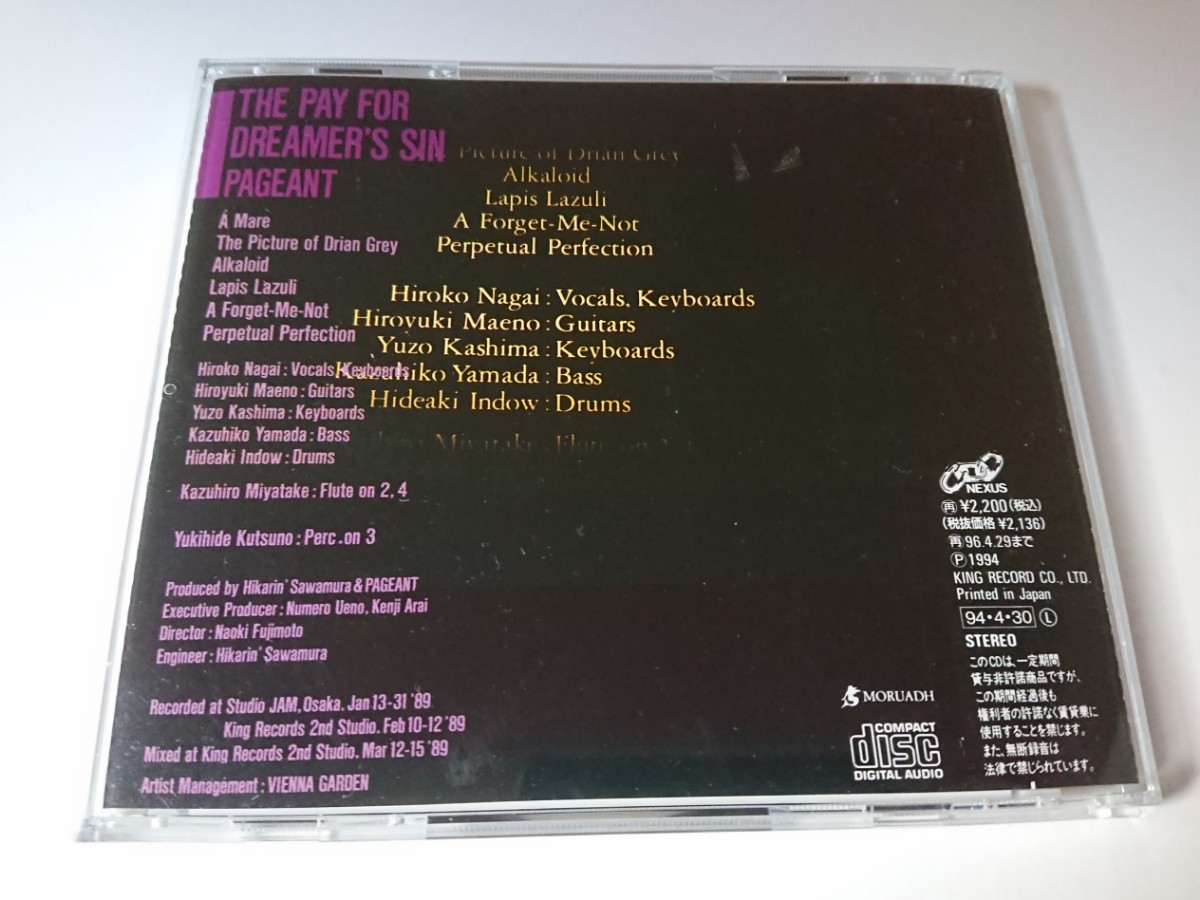 THE PAY FOR
DREAMER'S SIN
PAGEANT
Á Mare
The Picture of Drian Grey
Alkaloid
Lapis Lazuli
A Forget-Me-Not
Perpetual Perfection
Hiroko Nagai : Vocals, Keyboards
Hiroyuki Maeno : Guitars
Yuzo Kashima : Keyboards
Kazuhiko Yamada : Bass
Hideaki Indow : Drums
Kazuhiro Miyatake : Flute on 2, 4
Yukihide Kutsuno : Perc. on 3
Produced by Hikarin' Sawamura & PAGEANT
Executive Producer : Numero Ueno, Kenji Arai
Director : Naoki Fujimoto
Engineer : Hikarin' Sawamura
Recorded at Studio JAM, Osaka. Jan 13-31 '89
King Records 2nd Studio. Feb 10-12 '89
Mixed at King Records 2nd Studio. Mar 12-15 '89
Artist Management : VIENNA GARDEN
Picture of Drian Grey
Alkaloid
Lapis Lazuli
A Forget-Me-Not
Perpetual Perfection
Hiroko Nagai : Vocals, Keyboards
Hiroyuki Maeno : Guitars
Yuzo Kashima : Keyboards
Kazuhiko Yamada : Bass
Hideaki Indow : Drums
Miyatake : Flute on
NEXUS
再 ¥2,200(税込)
(税抜価格 ¥2,136)
再 96.4.29まで
Ⓟ 1994
KING RECORD CO., LTD.
Printed in Japan
94・4・30 Ⓛ
STEREO
このCDは、一定期間
貸与非許諾商品ですが、
この期間経過後も
権利者の許諾なく賃貸業に
使用することを禁じます。
また、無断録音は
法律で禁じられています。
MORUADH
COMPACT
disc
DIGITAL AUDIO